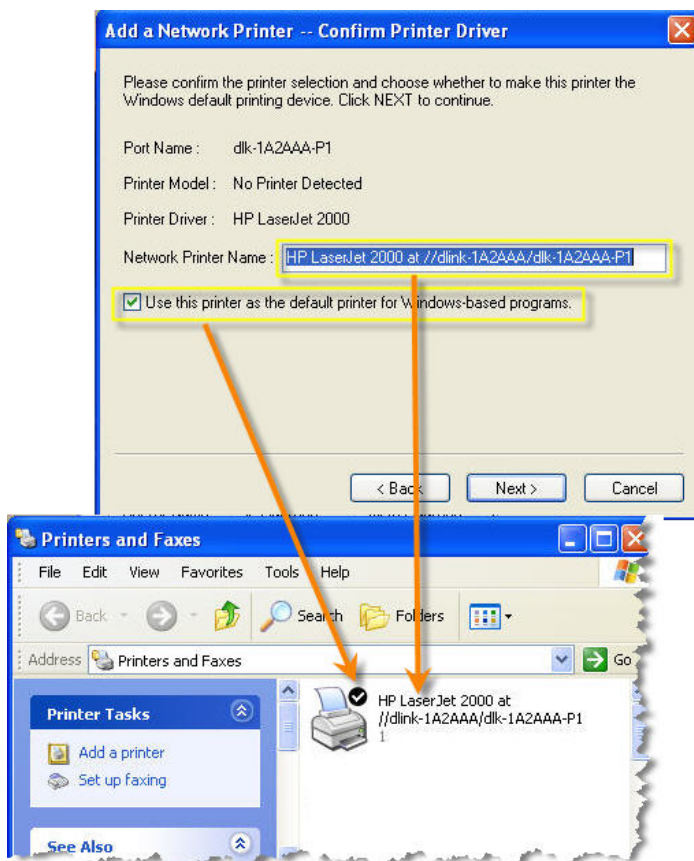 Add a Network Printer -- Confirm Printer Driver
Please confirm the printer selection and choose whether to make this printer the
Windows default printing device. Click NEXT to continue.
Port Name : dlk-1A2AAA-P1
Printer Model : No Printer Detected
Printer Driver : HP LaserJet 2000
Network Printer Name : HP LaserJet 2000 at //dlink-1A2AAA/dlk-1A2AAA-P1
Use this printer as the default printer for Windows-based programs.
< Back Next > Cancel
Printers and Faxes
File Edit View Favorites Tools Help
Back Search Folders
Address Printers and Faxes Go
Printer Tasks
Add a printer
Set up faxing
See Also
HP LaserJet 2000 at
//dlink-1A2AAA/dlk-1A2AAA-P1
1